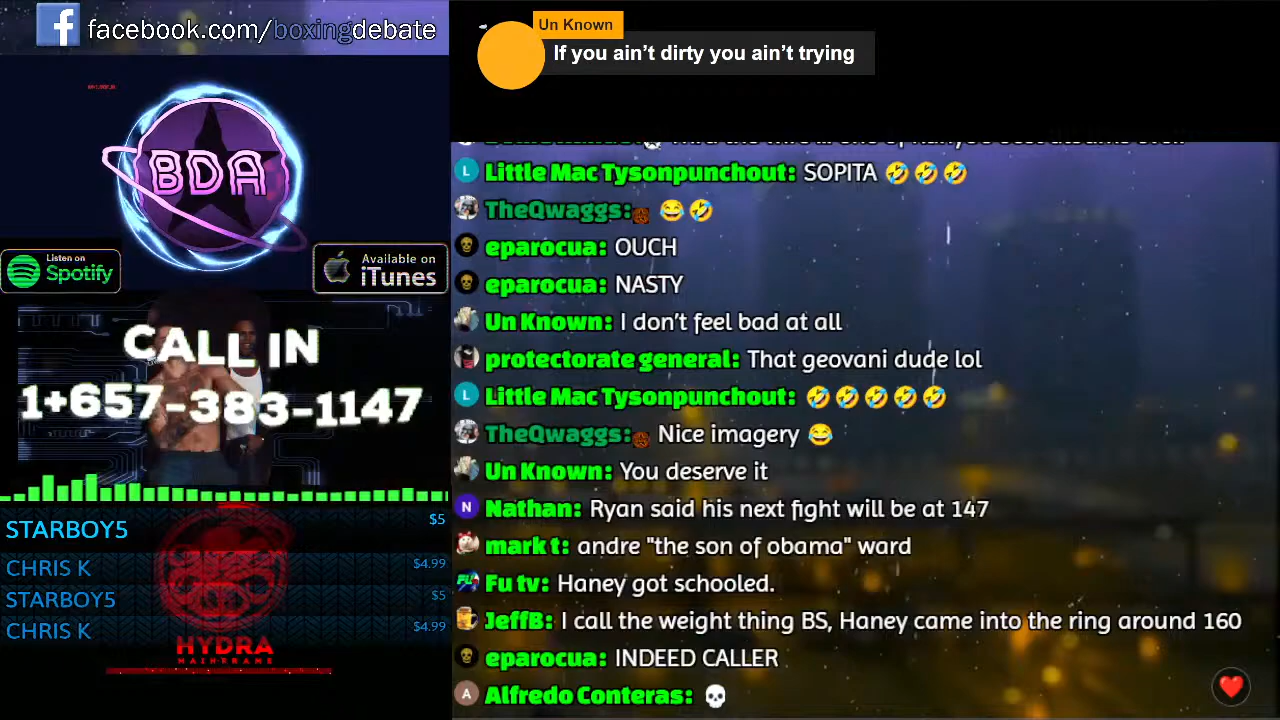 facebook.com/boxingdebate
BDA
Listen on
Spotify
Available on
iTunes
CALL IN
1+657-383-1147
STARBOY5 $5
CHRIS K $4.99
STARBOY5 $5
CHRIS K $4.99
HYDRA
MAINFRAME
Un Known
If you ain’t dirty you ain’t trying
L Little Mac Tysonpunchout: SOPITA 🤣🤣🤣
TheQwaggs: 😂🤣
eparocua: OUCH
eparocua: NASTY
Un Known: I don’t feel bad at all
protectorate general: That geovani dude lol
L Little Mac Tysonpunchout: 🤣🤣🤣🤣🤣
TheQwaggs: Nice imagery 😂
Un Known: You deserve it
N Nathan: Ryan said his next fight will be at 147
mark t: andre "the son of obama" ward
Fu tv: Haney got schooled.
JeffB: I call the weight thing BS, Haney came into the ring around 160
eparocua: INDEED CALLER
A Alfredo Conteras: 💀